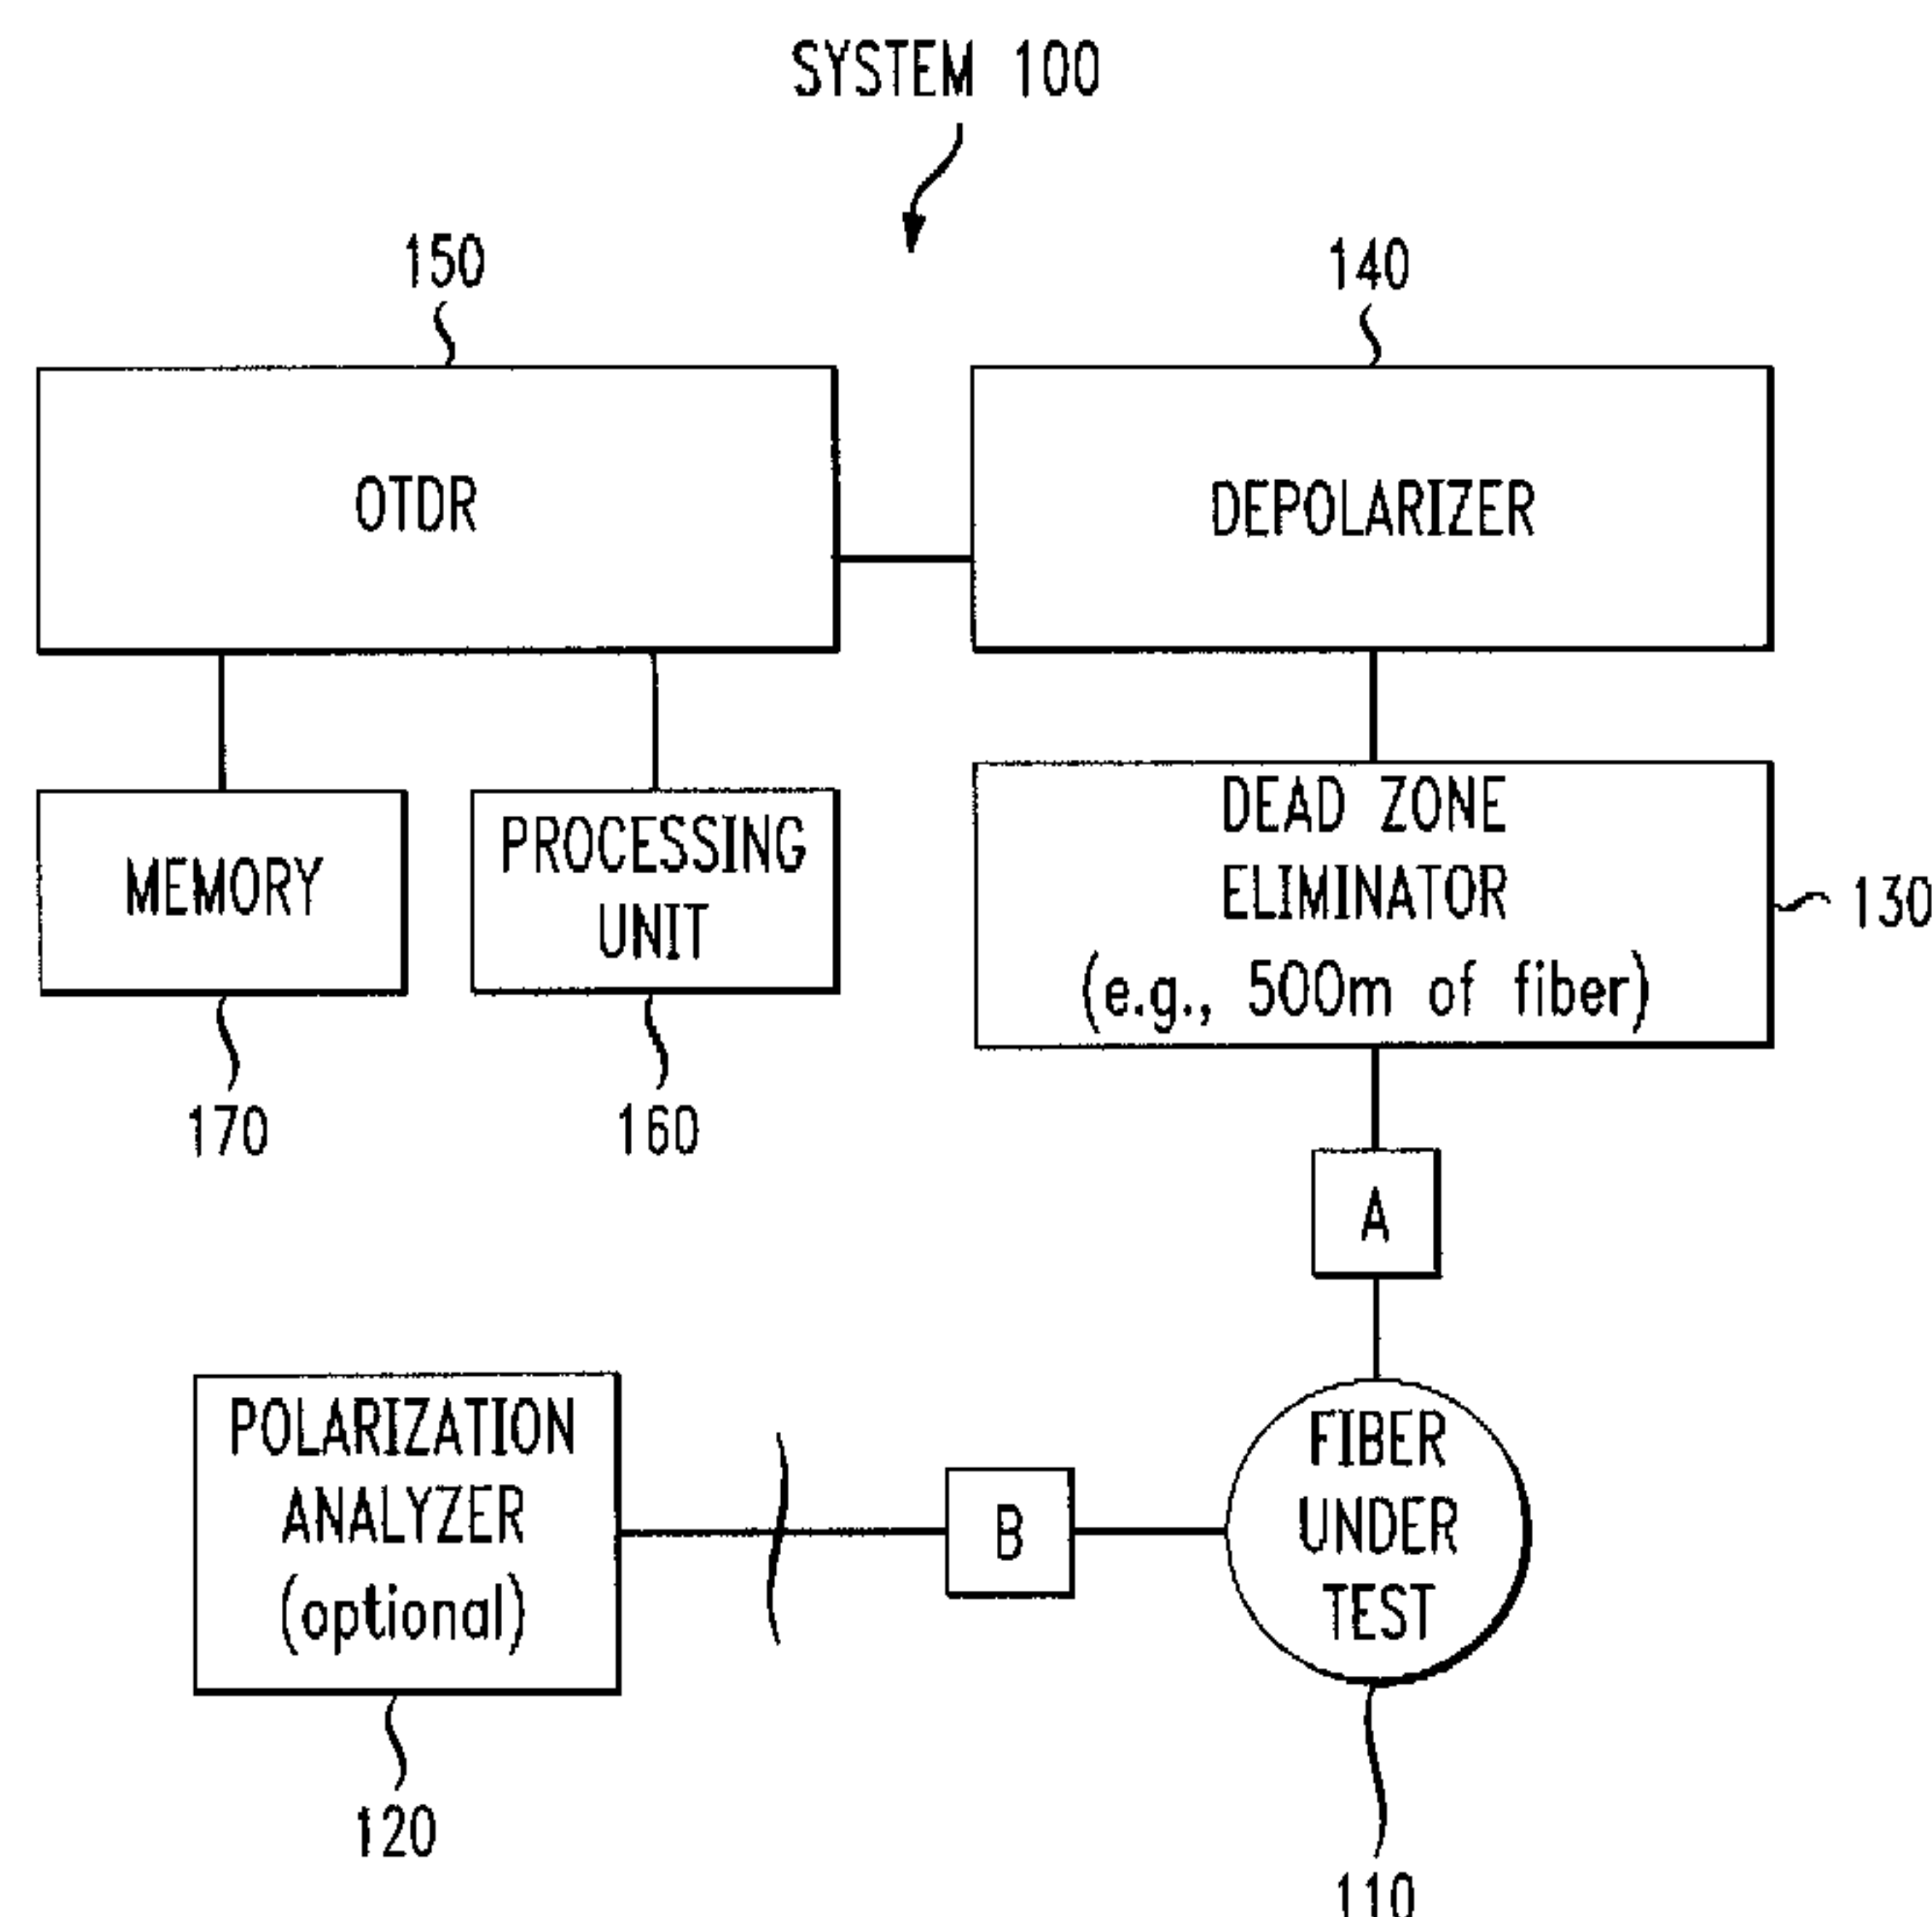 SYSTEM 100
150
140
OTDR
DEPOLARIZER
MEMORY
PROCESSING
UNIT
DEAD ZONE
ELIMINATOR
(e.g., 500m of fiber)
130
170
160
A
POLARIZATION
ANALYZER
(optional)
B
FIBER
UNDER
TEST
120
110